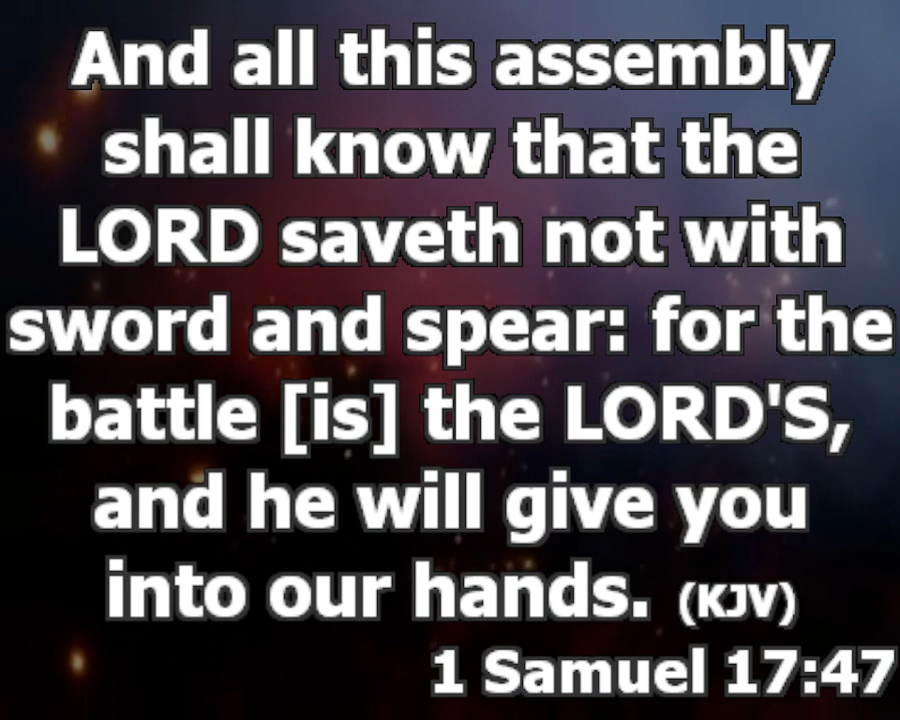 And all this assembly
shall know that the
LORD saveth not with
sword and spear: for the
battle [is] the LORD'S,
and he will give you
into our hands. (KJV)
1 Samuel 17:47